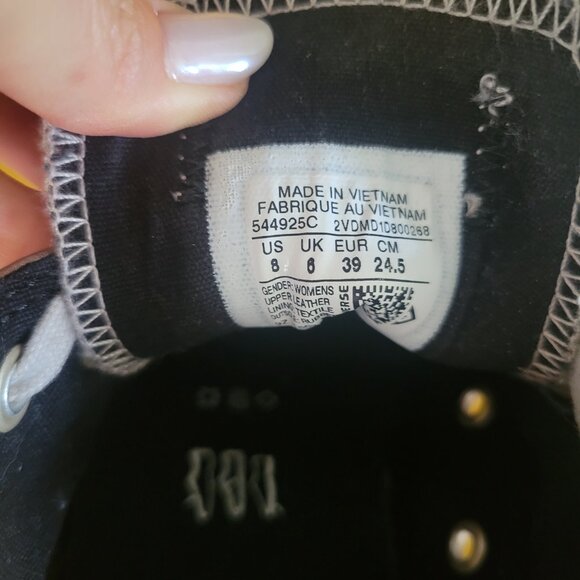 MADE IN VIETNAM
FABRIQUE AU VIETNAM
544925C 2VDMD1D800268
US UK EUR CM
8 6 39 24.5
GENDER: WOMENS
UPPER: LEATHER
LINING: TEXTILE